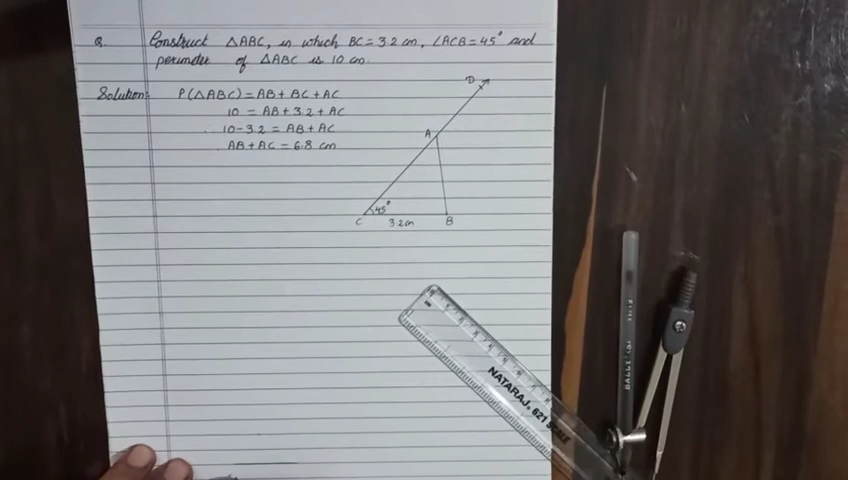 Q. Construct △ABC, in which BC = 3.2 cm, ∠ACB = 45° and
perimeter of △ABC is 10 cm.
Solution: P(△ABC) = AB + BC + AC
10 = AB + 3.2 + AC
10 - 3.2 = AB + AC
AB + AC = 6.8 cm
D
A
45°
C 3.2cm B
NATARAJ 621 SCALE